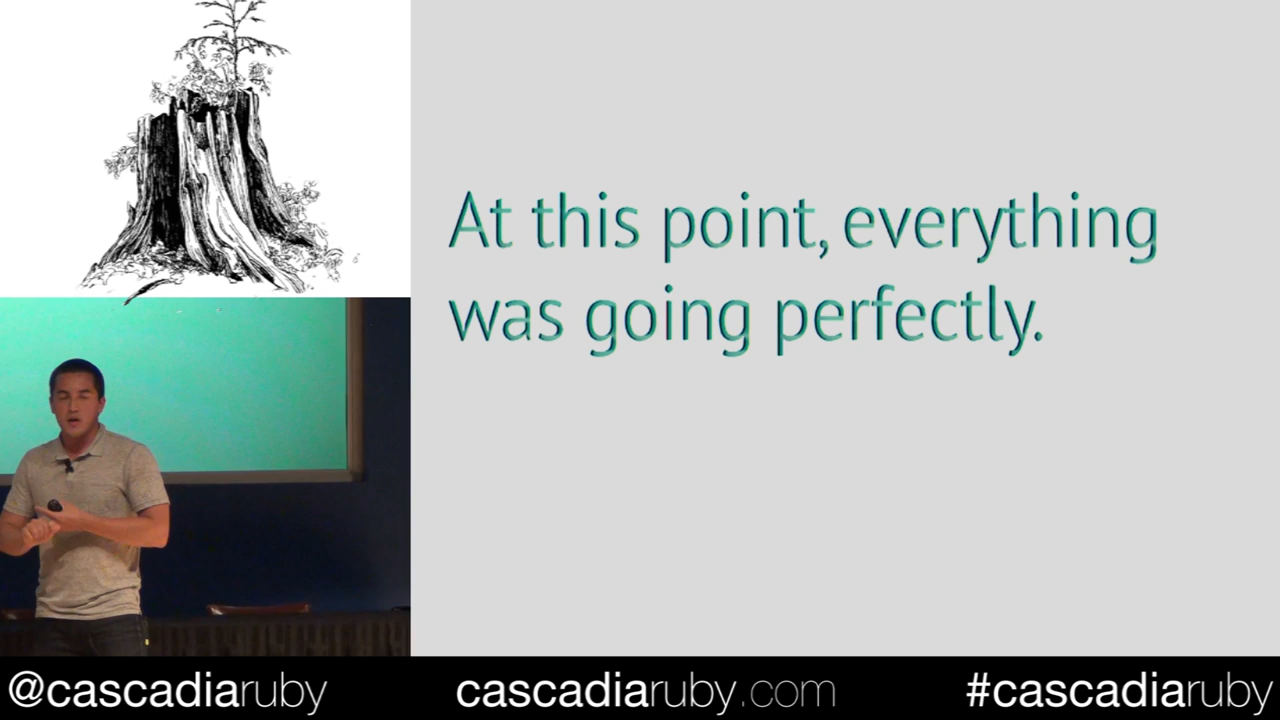 At this point, everything
was going perfectly.
@cascadiaruby
cascadiaruby.com
#cascadiaruby